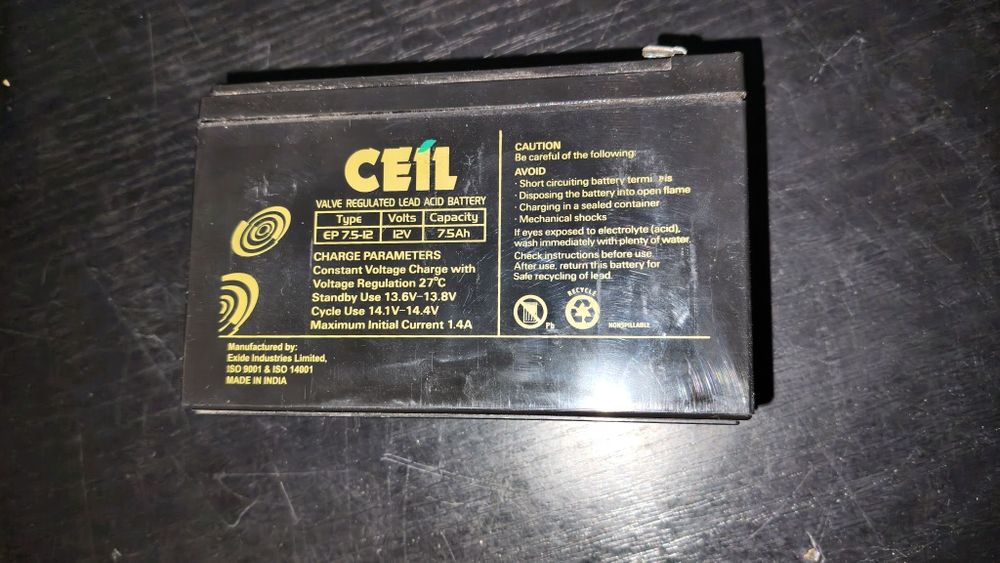 CEIL
VALVE REGULATED LEAD ACID BATTERY
Type Volts Capacity
EP 7.5-12 12V 7.5Ah
CHARGE PARAMETERS
Constant Voltage Charge with
Voltage Regulation 27°C
Standby Use 13.6V-13.8V
Cycle Use 14.1V-14.4V
Maximum Initial Current 1.4A
Manufactured by:
Exide Industries Limited,
ISO 9001 & ISO 14001
MADE IN INDIA
CAUTION
Be careful of the following:
AVOID
· Short circuiting battery
· Disposing the battery into open flame
· Charging in a sealed container
· Mechanical shocks
If eyes exposed to electrolyte (acid),
wash immediately with plenty of water.
Check instructions before use.
After use, return this battery for
Safe recycling of lead.
Pb
RECYCLE
NONSPILLABLE